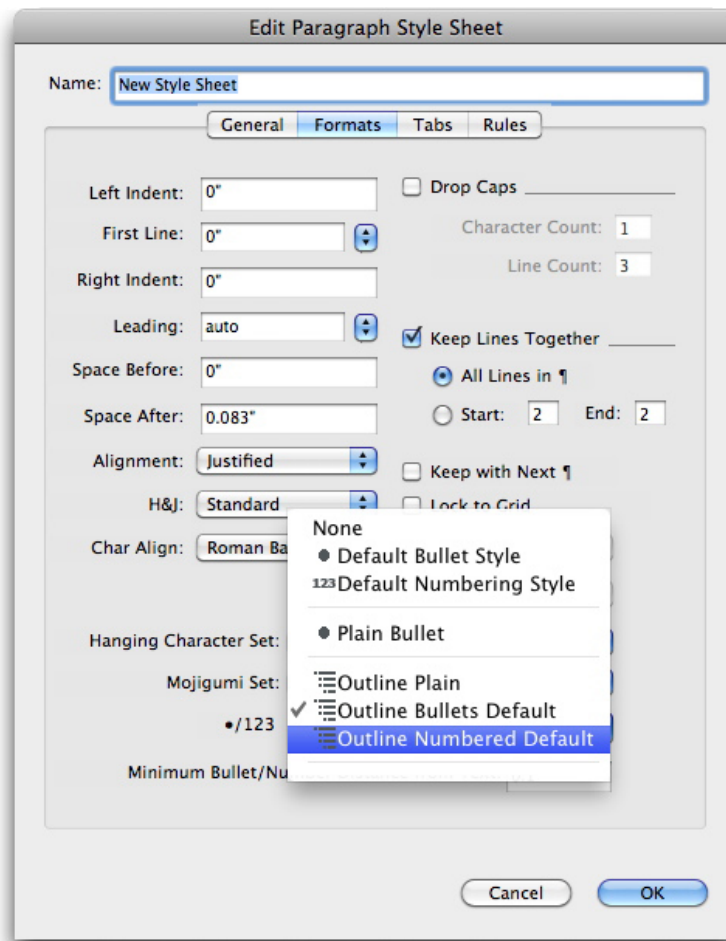 Edit Paragraph Style Sheet
Name: New Style Sheet
General Formats Tabs Rules
Left Indent: 0"
First Line: 0"
Right Indent: 0"
Leading: auto
Space Before: 0"
Space After: 0.083"
Alignment: Justified
H&J: Standard
Char Align: Roman
Hanging Character Set:
Mojigumi Set:
•/123
Minimum
Drop Caps
Character Count: 1
Line Count: 3
Keep Lines Together
All Lines in ¶
Start: 2 End: 2
Keep with Next ¶
Lock to Grid
None
Default Bullet Style
123 Default Numbering Style
Plain Bullet
Outline Plain
Outline Bullets Default
Outline Numbered Default
Cancel OK